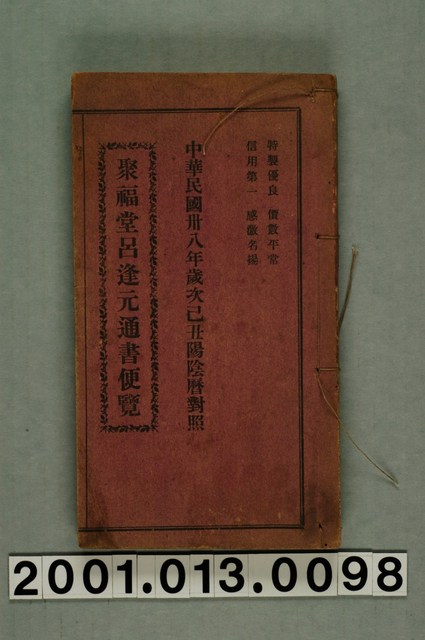 特製優良 價數平常
信用第一 感激名揚
中華民國卅八年歲次己丑陽陰曆對照
聚福堂呂逢元通書便覽
2001.013.0098